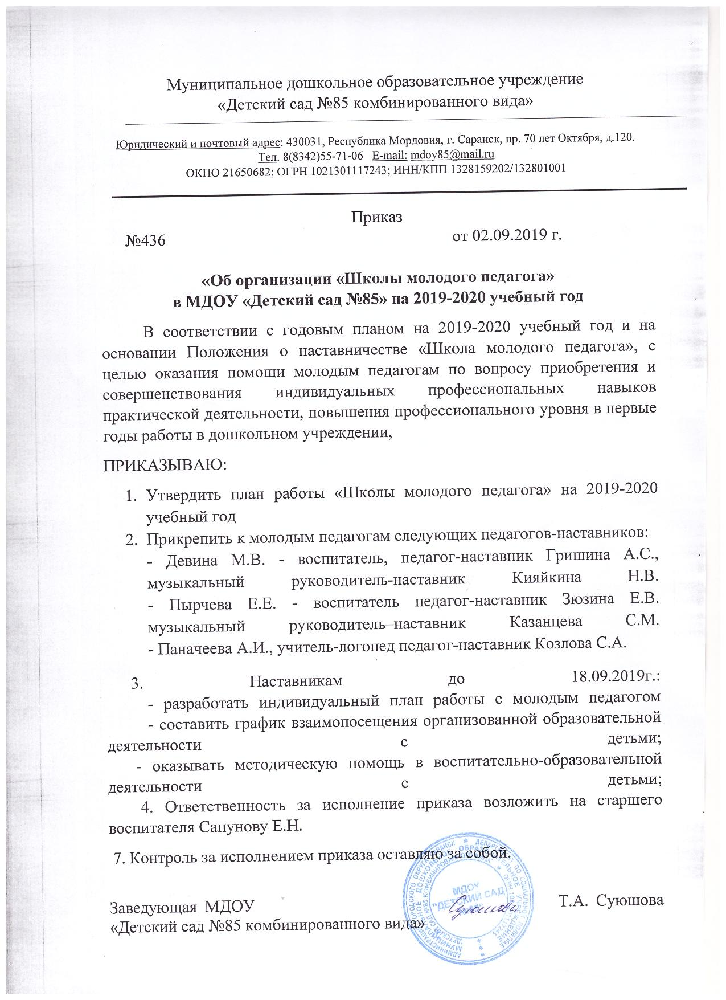 Муниципальное дошкольное образовательное учреждение
«Детский сад №85 комбинированного вида»
Юридический и почтовый адрес: 430031, Республика Мордовия, г. Саранск, пр. 70 лет Октября, д.120.
Тел. 8(8342)55-71-06 E-mail: mdoy85@mail.ru
ОКПО 21650682; ОГРН 1021301117243; ИНН/КПП 1328159202/132801001
Приказ
№436 от 02.09.2019 г.
«Об организации «Школы молодого педагога»
в МДОУ «Детский сад №85» на 2019-2020 учебный год
В соответствии с годовым планом на 2019-2020 учебный год и на
основании Положения о наставничестве «Школа молодого педагога», с
целью оказания помощи молодым педагогам по вопросу приобретения и
совершенствования индивидуальных профессиональных навыков
практической деятельности, повышения профессионального уровня в первые
годы работы в дошкольном учреждении,
ПРИКАЗЫВАЮ:
1. Утвердить план работы «Школы молодого педагога» на 2019-2020
учебный год
2. Прикрепить к молодым педагогам следующих педагогов-наставников:
- Девина М.В. - воспитатель, педагог-наставник Гришина А.С.,
музыкальный руководитель-наставник Кияйкина Н.В.
- Пырчева Е.Е. - воспитатель педагог-наставник Зюзина Е.В.
музыкальный руководитель–наставник Казанцева С.М.
- Паначеева А.И., учитель-логопед педагог-наставник Козлова С.А.
3. Наставникам до 18.09.2019г.:
- разработать индивидуальный план работы с молодым педагогом
- составить график взаимопосещения организованной образовательной
деятельности с детьми;
- оказывать методическую помощь в воспитательно-образовательной
деятельности с детьми;
4. Ответственность за исполнение приказа возложить на старшего
воспитателя Сапунову Е.Н.
7. Контроль за исполнением приказа оставляю за собой.
Заведующая МДОУ Т.А. Суюшова
«Детский сад №85 комбинированного вида»
МДОУ
"ДЕТСКИЙ САД